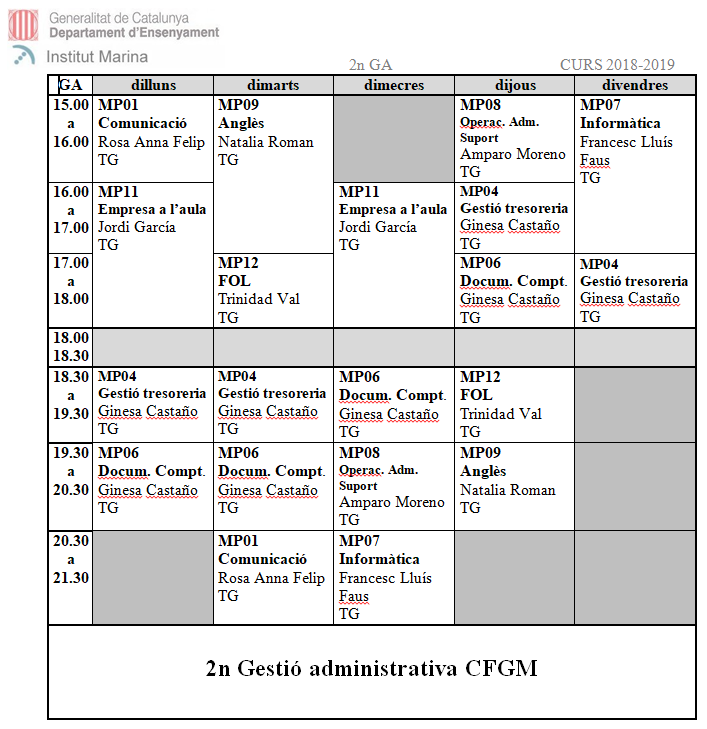 Generalitat de Catalunya
Departament d'Ensenyament
Institut Marina
2n GA CURS 2018-2019
GA dilluns dimarts dimecres dijous divendres
15.00
a
16.00
MP01
Comunicació
Rosa Anna Felip
TG
MP09
Anglès
Natalia Roman
TG
MP08
Operac. Adm.
Suport
Amparo Moreno
TG
MP07
Informàtica
Francesc Lluís
Faus
TG
16.00
a
17.00
MP11
Empresa a l'aula
Jordi García
TG
MP11
Empresa a l'aula
Jordi García
TG
MP04
Gestió tresoreria
Ginesa Castaño
TG
17.00
a
18.00
MP12
FOL
Trinidad Val
TG
MP06
Docum. Compt.
Ginesa Castaño
TG
MP04
Gestió tresoreria
Ginesa Castaño
TG
18.00
18.30
18.30
a
19.30
MP04
Gestió tresoreria
Ginesa Castaño
TG
MP04
Gestió tresoreria
Ginesa Castaño
TG
MP06
Docum. Compt.
Ginesa Castaño
TG
MP12
FOL
Trinidad Val
TG
19.30
a
20.30
MP06
Docum. Compt.
Ginesa Castaño
TG
MP06
Docum. Compt.
Ginesa Castaño
TG
MP08
Operac. Adm.
Suport
Amparo Moreno
TG
MP09
Anglès
Natalia Roman
TG
20.30
a
21.30
MP01
Comunicació
Rosa Anna Felip
TG
MP07
Informàtica
Francesc Lluís
Faus
TG
2n Gestió administrativa CFGM